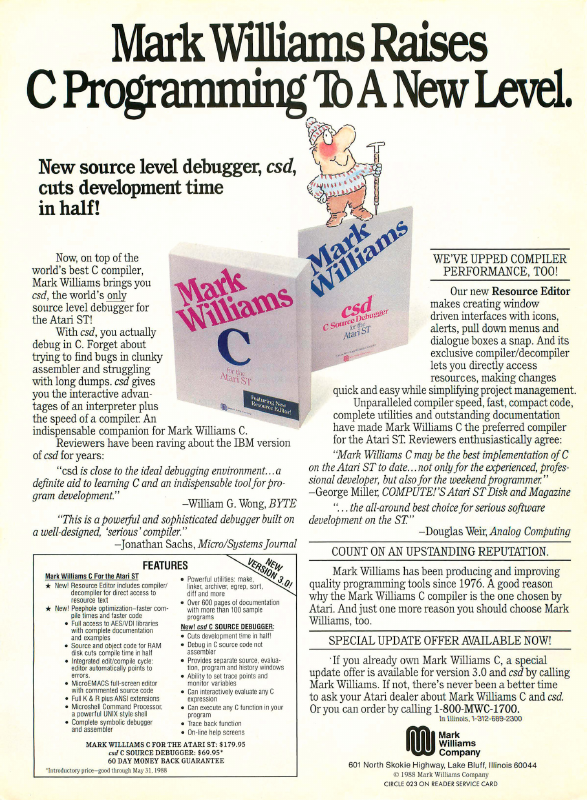 Mark Williams Raises
C Programming To A New Level.
New source level debugger, csd,
cuts development time
in half!
Now, on top of the
world's best C compiler,
Mark Williams brings you
csd, the world's only
source level debugger for
the Atari ST!
With csd, you actually
debug in C. Forget about
trying to find bugs in clunky
assembler and struggling
with long dumps. csd gives
you the interactive advan-
tages of an interpreter plus
the speed of a compiler. An
indispensable companion for Mark Williams C.
Reviewers have been raving about the IBM version
of csd for years:
"csd is close to the ideal debugging environment...a
definite aid to learning C and an indispensable tool for pro-
gram development."
–William G. Wong, BYTE
"This is a powerful and sophisticated debugger built on
a well-designed, 'serious' compiler."
–Jonathan Sachs, Micro/Systems Journal
Mark
Williams
C
for the
Atari ST
Featuring New
Resource Editor!
Mark
Williams
csd
C Source Debugger
for the
Atari ST
WE'VE UPPED COMPILER
PERFORMANCE, TOO!
Our new Resource Editor
makes creating window
driven interfaces with icons,
alerts, pull down menus and
dialogue boxes a snap. And its
exclusive compiler/decompiler
lets you directly access
resources, making changes
quick and easy while simplifying project management.
Unparalleled compiler speed, fast, compact code,
complete utilities and outstanding documentation
have made Mark Williams C the preferred compiler
for the Atari ST. Reviewers enthusiastically agree:
"Mark Williams C may be the best implementation of C
on the Atari ST to date...not only for the experienced, profes-
sional developer, but also for the weekend programmer."
–George Miller, COMPUTE!'S Atari ST Disk and Magazine
"...the all-around best choice for serious software
development on the ST."
–Douglas Weir, Analog Computing
COUNT ON AN UPSTANDING REPUTATION.
Mark Williams has been producing and improving
quality programming tools since 1976. A good reason
why the Mark Williams C compiler is the one chosen by
Atari. And just one more reason you should choose Mark
Williams, too.
SPECIAL UPDATE OFFER AVAILABLE NOW!
If you already own Mark Williams C, a special
update offer is available for version 3.0 and csd by calling
Mark Williams. If not, there's never been a better time
to ask your Atari dealer about Mark Williams C and csd.
Or you can order by calling 1-800-MWC-1700.
In Illinois, 1-312-689-2300
Mark
Williams
Company
601 North Skokie Highway, Lake Bluff, Illinois 60044
© 1988 Mark Williams Company
CIRCLE 023 ON READER SERVICE CARD
FEATURES
NEW
VERSION 3.0!
Mark Williams C For the Atari ST
★ New! Resource Editor includes compiler/
decompiler for direct access to
resource text
★ New! Peephole optimization–faster com-
pile times and faster code
• Full access to AES/VDI libraries
with complete documentation
and examples
• Source and object code for RAM
disk cuts compile time in half
• Integrated edit/compile cycle:
editor automatically points to
errors.
• MicroEMACS full-screen editor
with commented source code
• Full K & R plus ANSI extensions
• Microshell Command Processor,
a powerful UNIX style shell
• Complete symbolic debugger
and assembler
• Powerful utilities: make,
linker, archiver, egrep, sort,
diff and more
• Over 600 pages of documentation
with more than 100 sample
programs
New! csd C SOURCE DEBUGGER:
• Cuts development time in half!
• Debug in C source code not
assembler
• Provides separate source, evalua-
tion, program and history windows
• Ability to set trace points and
monitor variables
• Can interactively evaluate any C
expression
• Can execute any C function in your
program
• Trace back function
• On-line help screens
MARK WILLIAMS C FOR THE ATARI ST: $179.95
csd C SOURCE DEBUGGER: $69.95*
60 DAY MONEY BACK GUARANTEE
*Introductory price–good through May 31, 1988